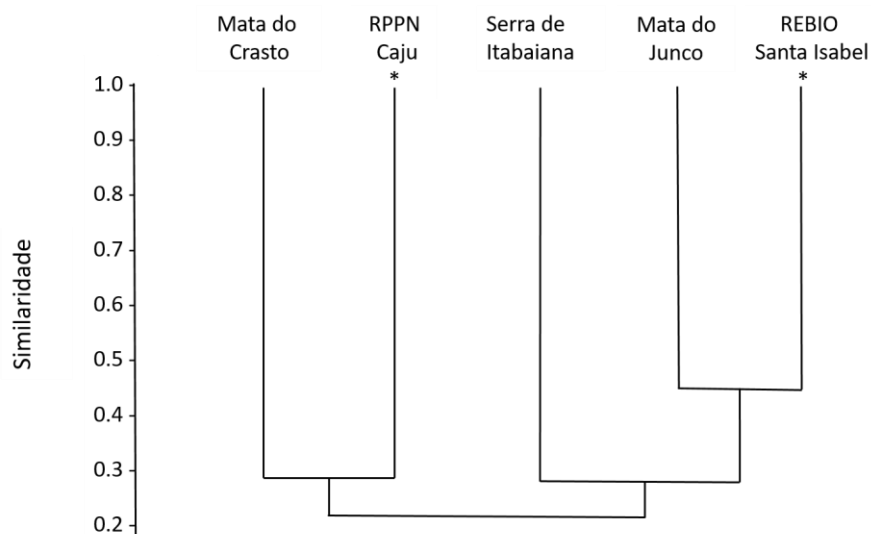 Mata do
Crasto
RPPN
Caju
*
Serra de
Itabaiana
Mata do
Junco
REBIO
Santa Isabel
*
1.0
0.9
0.8
0.7
0.6
0.5
0.4
0.3
0.2
Similaridade